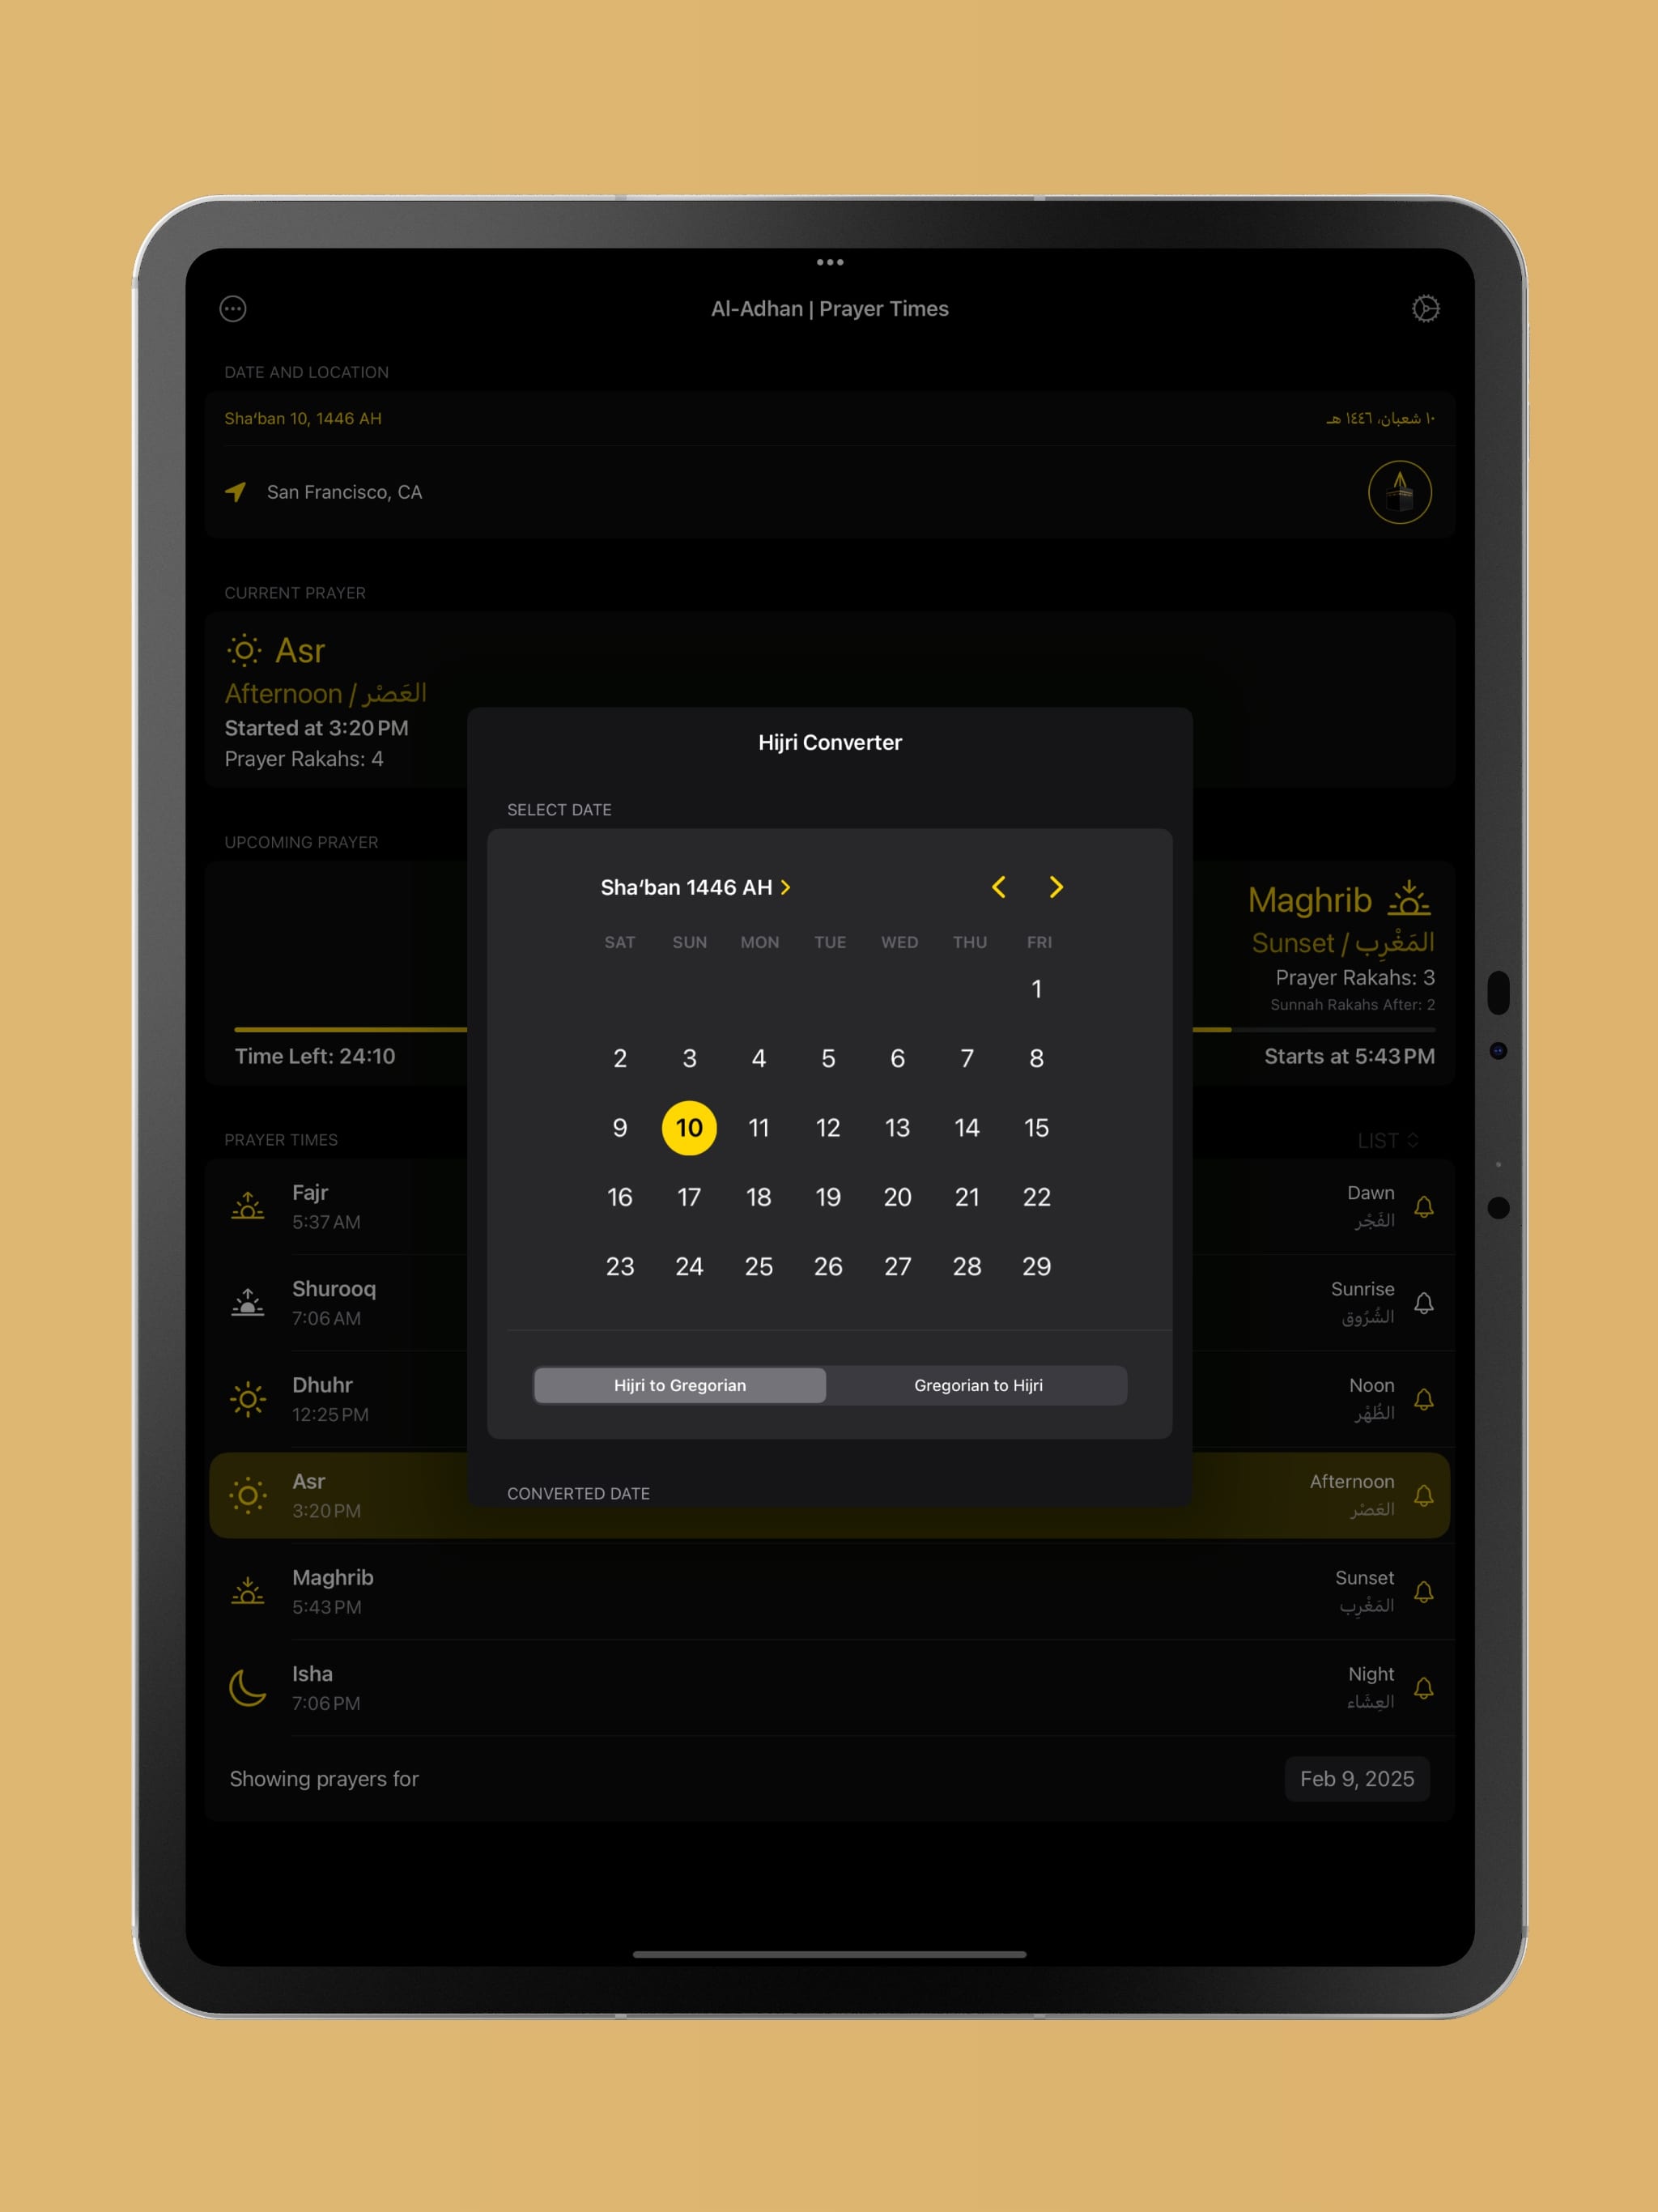 Al-Adhan | Prayer Times
DATE AND LOCATION
Shaʻban 10, 1446 AH
١٠ شعبان، ١٤٤٦ هـ
San Francisco, CA
CURRENT PRAYER
Asr
Afternoon / العَصْر
Started at 3:20 PM
Prayer Rakahs: 4
UPCOMING PRAYER
Maghrib
Sunset / المَغْرِب
Prayer Rakahs: 3
Sunnah Rakahs After: 2
Time Left: 24:10
Starts at 5:43 PM
Hijri Converter
SELECT DATE
Shaʻban 1446 AH
SAT SUN MON TUE WED THU FRI
1
2 3 4 5 6 7 8
9 10 11 12 13 14 15
16 17 18 19 20 21 22
23 24 25 26 27 28 29
Hijri to Gregorian
Gregorian to Hijri
CONVERTED DATE
PRAYER TIMES
LIST
Fajr
5:37 AM
Dawn
الفَجْر
Shurooq
7:06 AM
Sunrise
الشُرُوق
Dhuhr
12:25 PM
Noon
الظُهْر
Asr
3:20 PM
Afternoon
العَصْر
Maghrib
5:43 PM
Sunset
المَغْرِب
Isha
7:06 PM
Night
العِشَاء
Showing prayers for
Feb 9, 2025